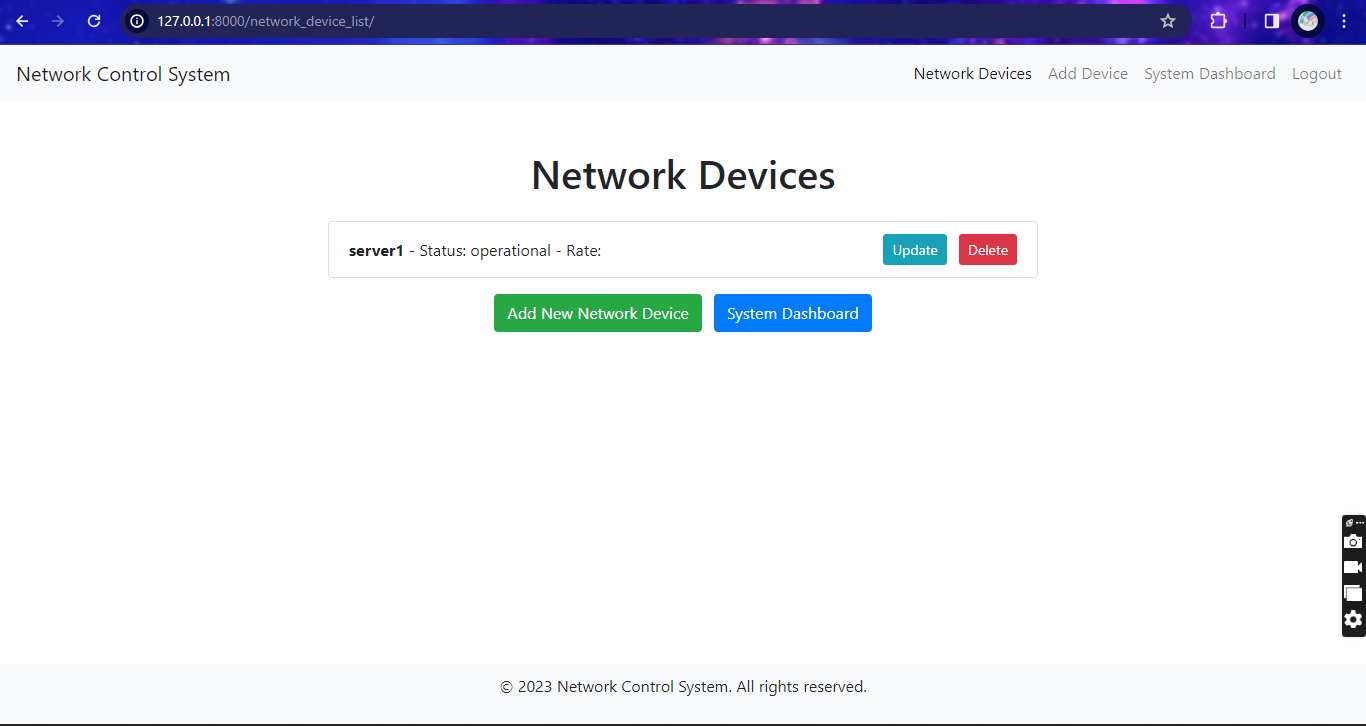 127.0.0.1:8000/network_device_list/
Network Control System
Network Devices Add Device System Dashboard Logout
Network Devices
server1 - Status: operational - Rate: Update Delete
Add New Network Device System Dashboard
© 2023 Network Control System. All rights reserved.